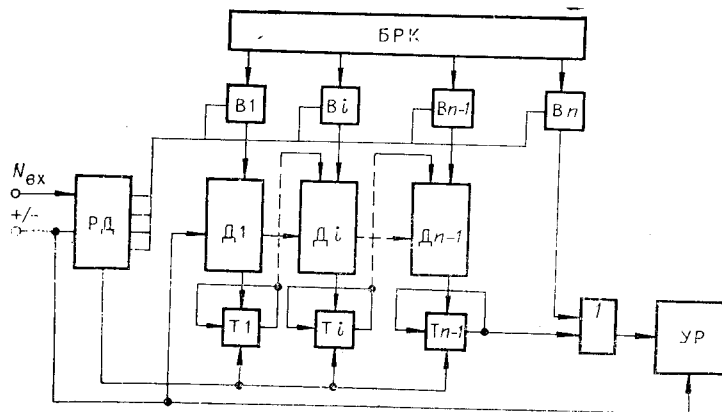 БРК
В1 Вi Вn-1 Вn
Nвх
+/-
РД
Д1 Дi Дn-1
Т1 Тi Тn-1
1
УР